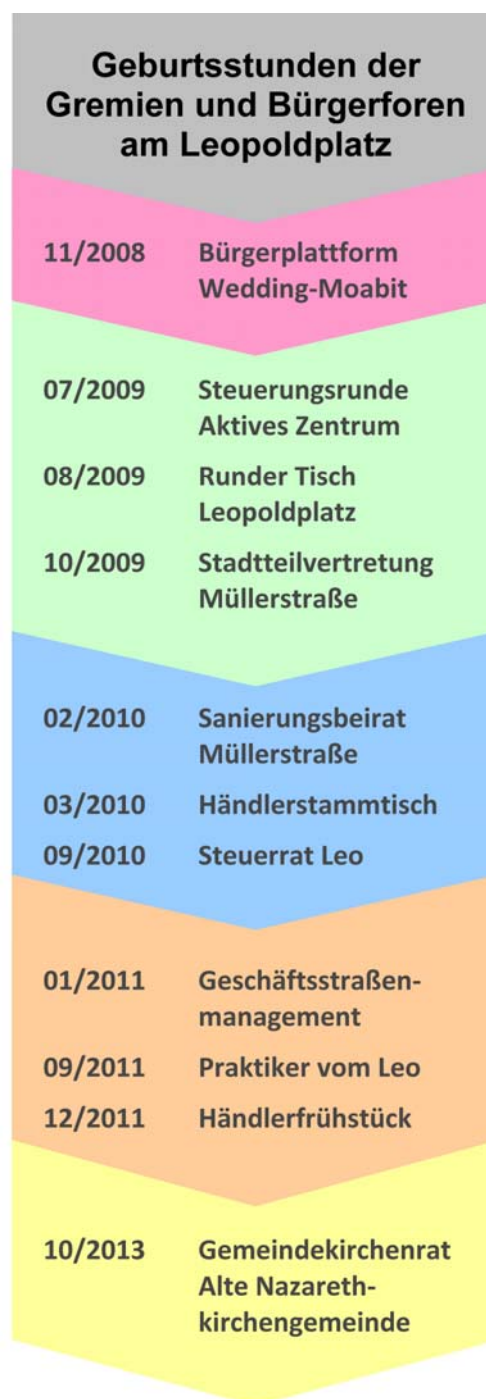 Geburtsstunden der
Gremien und Bürgerforen
am Leopoldplatz
11/2008 Bürgerplattform
Wedding-Moabit
07/2009 Steuerungsrunde
Aktives Zentrum
08/2009 Runder Tisch
Leopoldplatz
10/2009 Stadtteilvertretung
Müllerstraße
02/2010 Sanierungsbeirat
Müllerstraße
03/2010 Händlerstammtisch
09/2010 Steuerrat Leo
01/2011 Geschäftsstraßen-
management
09/2011 Praktiker vom Leo
12/2011 Händlerfrühstück
10/2013 Gemeindekirchenrat
Alte Nazareth-
kirchengemeinde